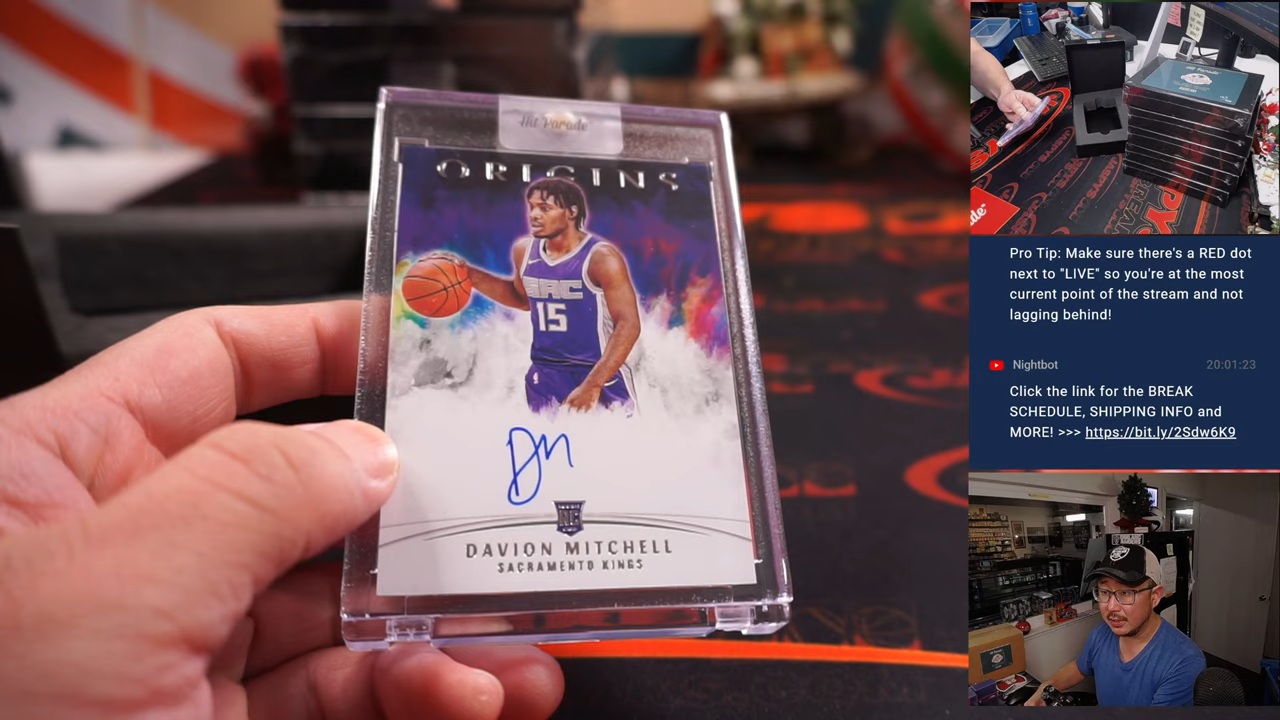 Hit Parade
ORIGINS
SAC
15
DM
RC
DAVION MITCHELL
SACRAMENTO KINGS
Pro Tip: Make sure there's a RED dot
next to "LIVE" so you're at the most
current point of the stream and not
lagging behind!
Nightbot
20:01:23
Click the link for the BREAK
SCHEDULE, SHIPPING INFO and
MORE! >>> https://bit.ly/2Sdw6K9